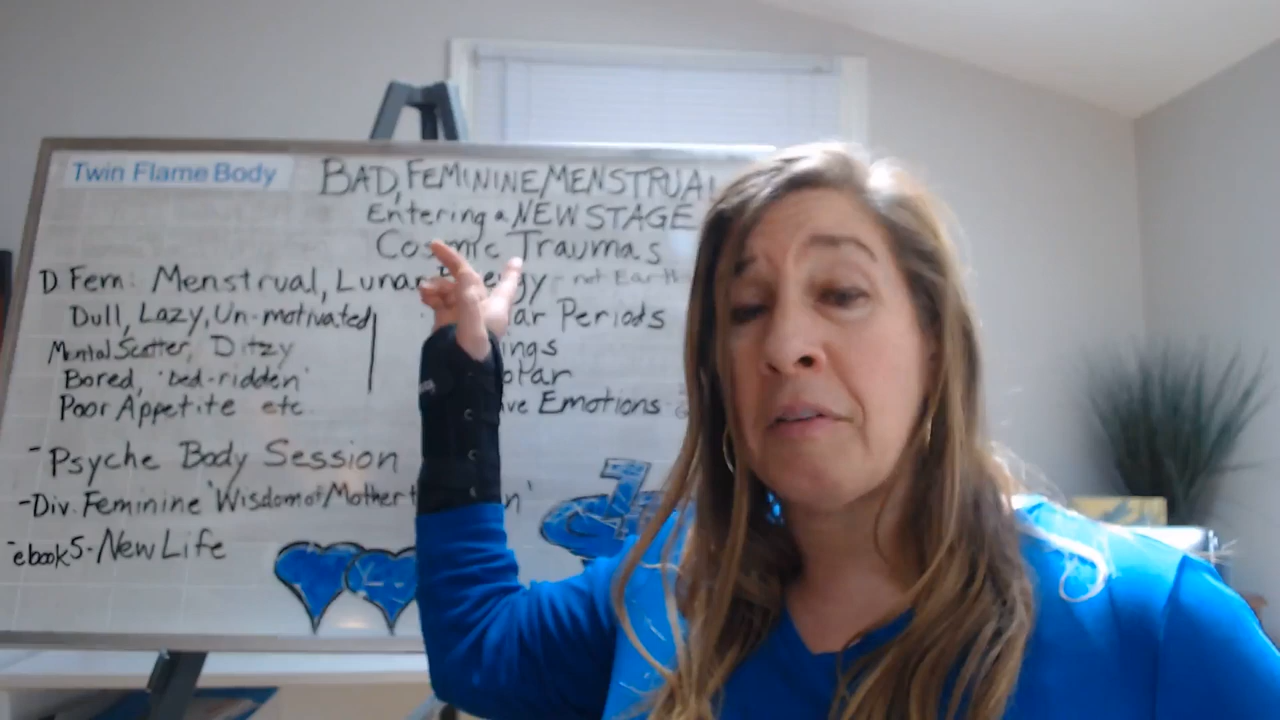 Twin Flame Body
BAD, FEMININE MENSTRUAL
Entering a NEW STAGE
Cosmic Traumas
D. Fem: Menstrual, Lunar Energy - not Earth
Dull, Lazy, Un-motivated
Periods
Mental Scatter, Ditzy
Bored, 'bed-ridden'
Poor Appetite etc.
Emotions
- Psyche Body Session
- Div. Feminine 'Wisdom of Mother
- ebook 5 - New Life